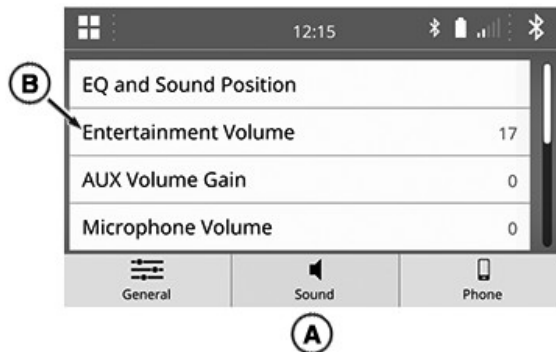 12:15
EQ and Sound Position
B
Entertainment Volume 17
AUX Volume Gain 0
Microphone Volume 0
General Sound Phone
A